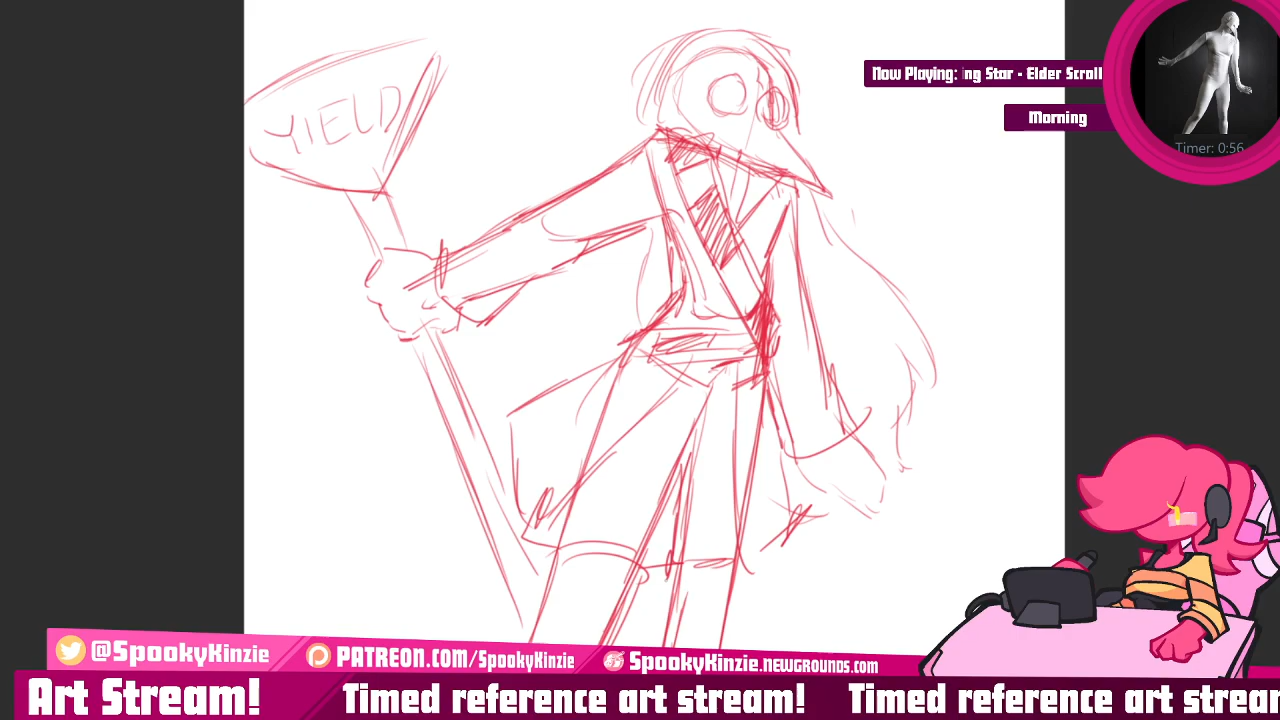 YIELD
Now Playing: ng Star - Elder Scroll
Morning
Timer: 0:56
@SpookyKinzie
PATREON.COM/SpookyKinzie
SpookyKinzie.NEWGROUNDS.COM
Art Stream!
Timed reference art stream! Timed reference art strear